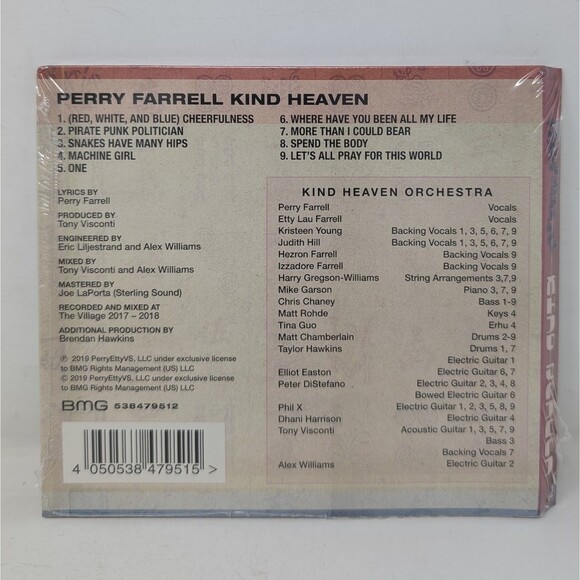 PERRY FARRELL KIND HEAVEN
1. (RED, WHITE, AND BLUE) CHEERFULNESS
2. PIRATE PUNK POLITICIAN
3. SNAKES HAVE MANY HIPS
4. MACHINE GIRL
5. ONE
6. WHERE HAVE YOU BEEN ALL MY LIFE
7. MORE THAN I COULD BEAR
8. SPEND THE BODY
9. LET'S ALL PRAY FOR THIS WORLD
LYRICS BY
Perry Farrell
PRODUCED BY
Tony Visconti
ENGINEERED BY
Eric Liljestrand and Alex Williams
MIXED BY
Tony Visconti and Alex Williams
MASTERED BY
Joe LaPorta (Sterling Sound)
RECORDED AND MIXED AT
The Village 2017 – 2018
ADDITIONAL PRODUCTION BY
Brendan Hawkins
℗ 2019 PerryEttyVS, LLC under exclusive license
to BMG Rights Management (US) LLC
© 2019 PerryEttyVS, LLC under exclusive license
to BMG Rights Management (US) LLC
BMG 538479512
4 050538 479515 >
KIND HEAVEN ORCHESTRA
Perry Farrell Vocals
Etty Lau Farrell Vocals
Kristeen Young Backing Vocals 1, 3, 5, 6, 7, 9
Judith Hill Backing Vocals 1, 3, 5, 6, 7, 9
Hezron Farrell Backing Vocals 9
Izzadore Farrell Backing Vocals 9
Harry Gregson-Williams String Arrangements 3,7,9
Mike Garson Piano 3, 7, 9
Chris Chaney Bass 1-9
Matt Rohde Keys 4
Tina Guo Erhu 4
Matt Chamberlain Drums 2-9
Taylor Hawkins Drums 1, 7
Electric Guitar 1
Elliot Easton Electric Guitar 6, 7
Peter DiStefano Electric Guitar 2, 3, 4, 8
Bowed Electric Guitar 6
Phil X Electric Guitar 1, 2, 3, 5, 8, 9
Dhani Harrison Electric Guitar 4
Tony Visconti Acoustic Guitar 1, 3, 5, 7, 9
Bass 3
Backing Vocals 7
Alex Williams Electric Guitar 2